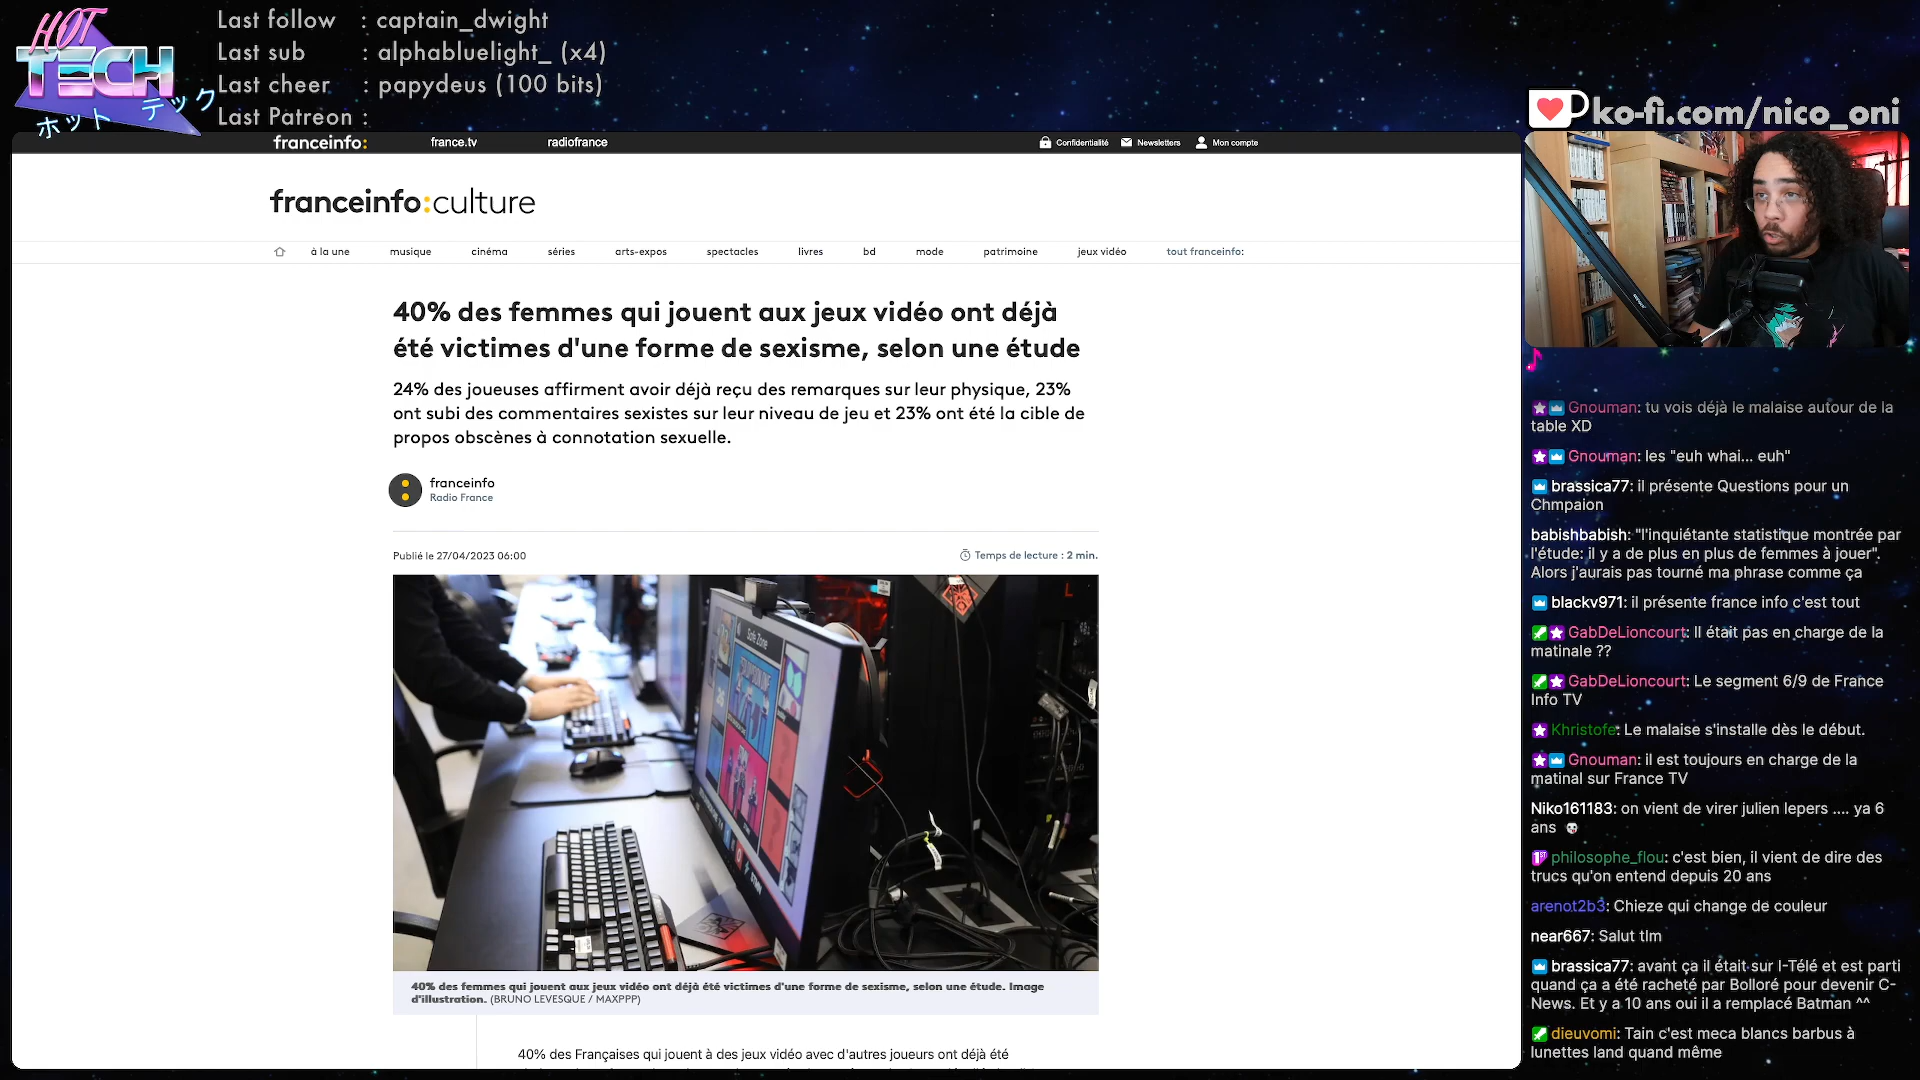 HOT
TECH
ホット テック
Last follow : captain_dwight
Last sub : alphabluelight_ (x4)
Last cheer : papydeus (100 bits)
Last Patreon :
ko-fi.com/nico_oni
franceinfo: france.tv radiofrance Confidentialité Newsletters Mon compte
franceinfo:culture
à la une musique cinéma séries arts-expos spectacles livres bd mode patrimoine jeux vidéo tout franceinfo:
40% des femmes qui jouent aux jeux vidéo ont déjà
été victimes d'une forme de sexisme, selon une étude
24% des joueuses affirment avoir déjà reçu des remarques sur leur physique, 23%
ont subi des commentaires sexistes sur leur niveau de jeu et 23% ont été la cible de
propos obscènes à connotation sexuelle.
franceinfo
Radio France
Publié le 27/04/2023 06:00
Temps de lecture : 2 min.
Safe Zone
40% des femmes qui jouent aux jeux vidéo ont déjà été victimes d'une forme de sexisme, selon une étude. Image
d'illustration. (BRUNO LEVESQUE / MAXPPP)
40% des Françaises qui jouent à des jeux vidéo avec d'autres joueurs ont déjà été
Gnouman: tu vois déjà le malaise autour de la
table XD
Gnouman: les "euh whai... euh"
brassica77: il présente Questions pour un
Chmpaion
babishbabish: "l'inquiétante statistique montrée par
l'étude: il y a de plus en plus de femmes à jouer".
Alors j'aurais pas tourné ma phrase comme ça
blackv971: il présente france info c'est tout
GabDeLioncourt: Il était pas en charge de la
matinale ??
GabDeLioncourt: Le segment 6/9 de France
Info TV
Khristofe: Le malaise s'installe dès le début.
Gnouman: il est toujours en charge de la
matinal sur France TV
Niko161183: on vient de virer julien lepers .... ya 6
ans
philosophe_flou: c'est bien, il vient de dire des
trucs qu'on entend depuis 20 ans
arenot2b3: Chieze qui change de couleur
near667: Salut tlm
brassica77: avant ça il était sur I-Télé et est parti
quand ça a été racheté par Bolloré pour devenir C-
News. Et y a 10 ans oui il a remplacé Batman ^^
dieuvomi: Tain c'est meca blancs barbus à
lunettes land quand même